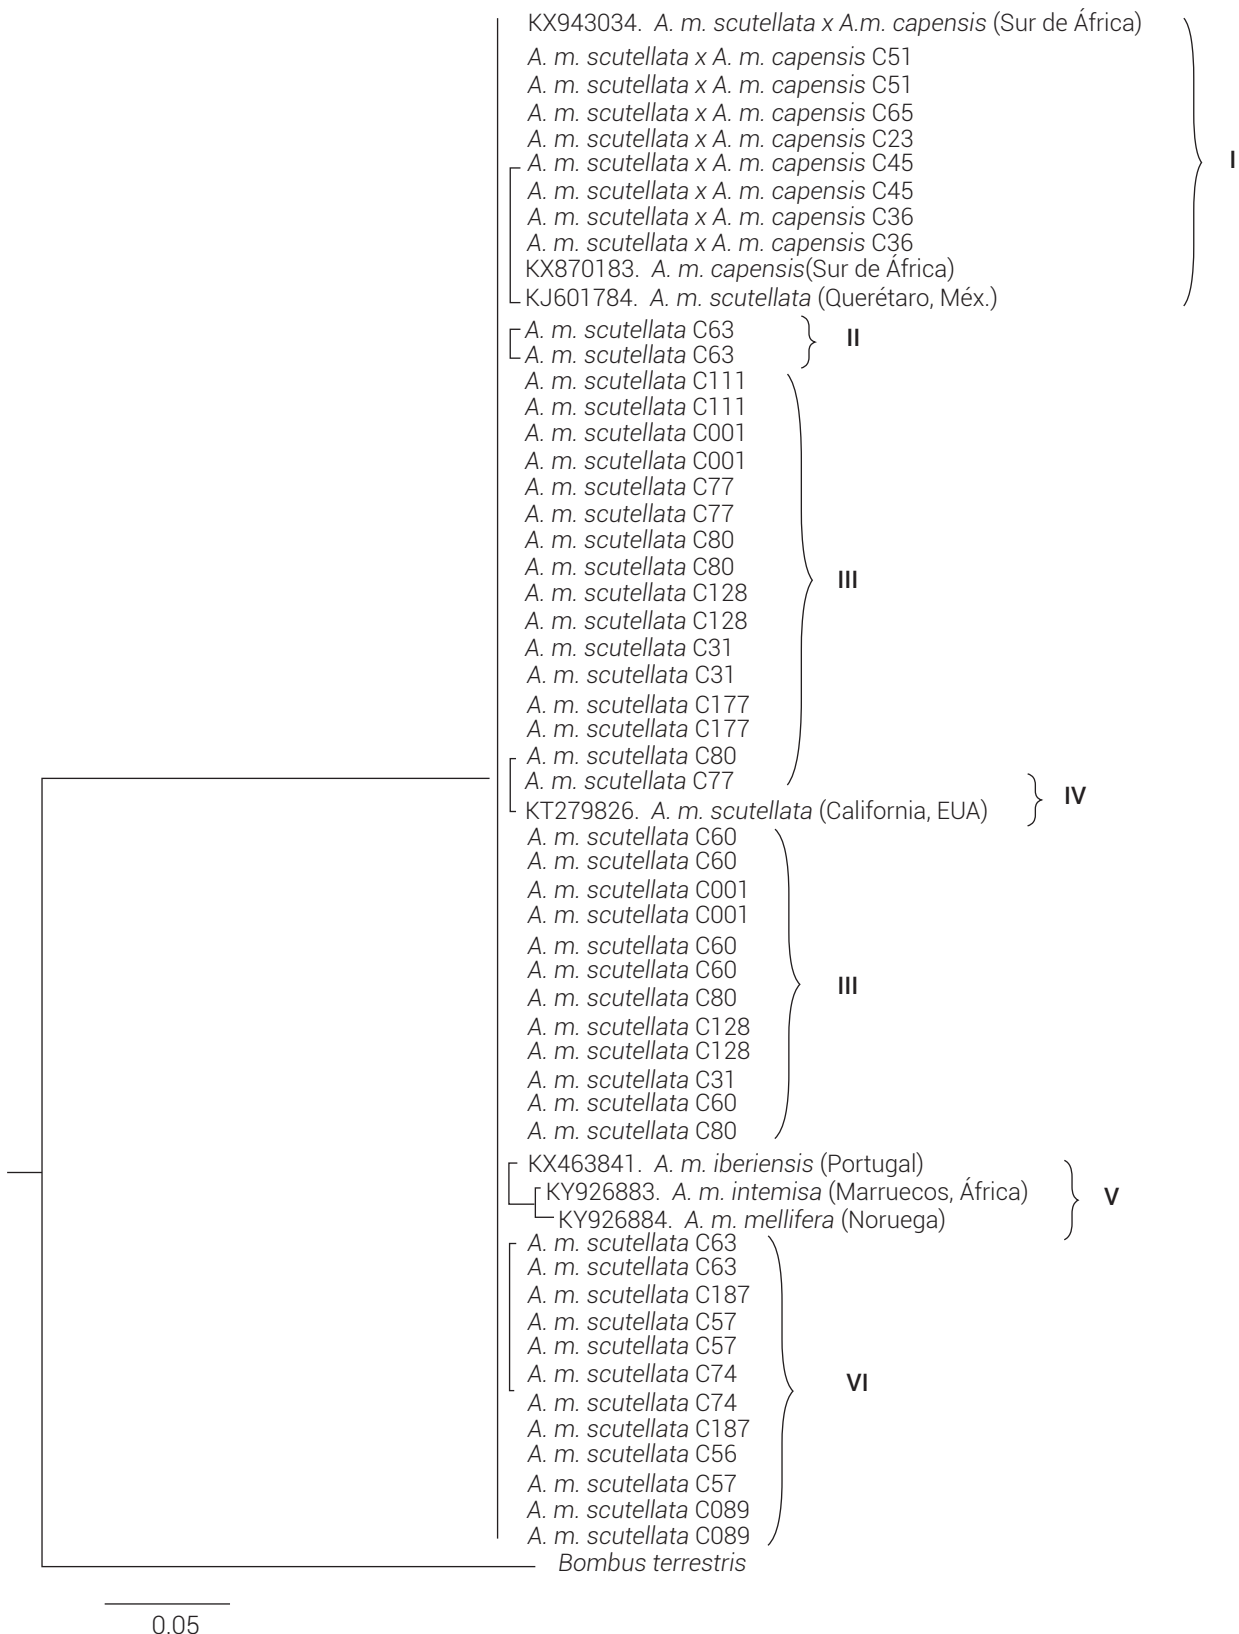 KX943034. A. m. scutellata x A.m. capensis (Sur de África)
A. m. scutellata x A. m. capensis C51
A. m. scutellata x A. m. capensis C51
A. m. scutellata x A. m. capensis C65
A. m. scutellata x A. m. capensis C23
A. m. scutellata x A. m. capensis C45
I
A. m. scutellata x A. m. capensis C45
A. m. scutellata x A. m. capensis C36
A. m. scutellata x A. m. capensis C36
KX870183. A. m. capensis(Sur de África)
KJ601784. A. m. scutellata (Querétaro, Méx.)
A. m. scutellata C63
II
A. m. scutellata C63
A. m. scutellata C111
A. m. scutellata C111
A. m. scutellata C001
A. m. scutellata C001
A. m. scutellata C77
A. m. scutellata C77
A. m. scutellata C80
A. m. scutellata C80
III
A. m. scutellata C128
A. m. scutellata C128
A. m. scutellata C31
A. m. scutellata C31
A. m. scutellata C177
A. m. scutellata C177
A. m. scutellata C80
A. m. scutellata C77
IV
KT279826. A. m. scutellata (California, EUA)
A. m. scutellata C60
A. m. scutellata C60
A. m. scutellata C001
A. m. scutellata C001
A. m. scutellata C60
A. m. scutellata C60
III
A. m. scutellata C80
A. m. scutellata C128
A. m. scutellata C128
A. m. scutellata C31
A. m. scutellata C60
A. m. scutellata C80
KX463841. A. m. iberiensis (Portugal)
KY926883. A. m. intemisa (Marruecos, África)
V
KY926884. A. m. mellifera (Noruega)
A. m. scutellata C63
A. m. scutellata C63
A. m. scutellata C187
A. m. scutellata C57
A. m. scutellata C57
A. m. scutellata C74
VI
A. m. scutellata C74
A. m. scutellata C187
A. m. scutellata C56
A. m. scutellata C57
A. m. scutellata C089
A. m. scutellata C089
Bombus terrestris
0.05